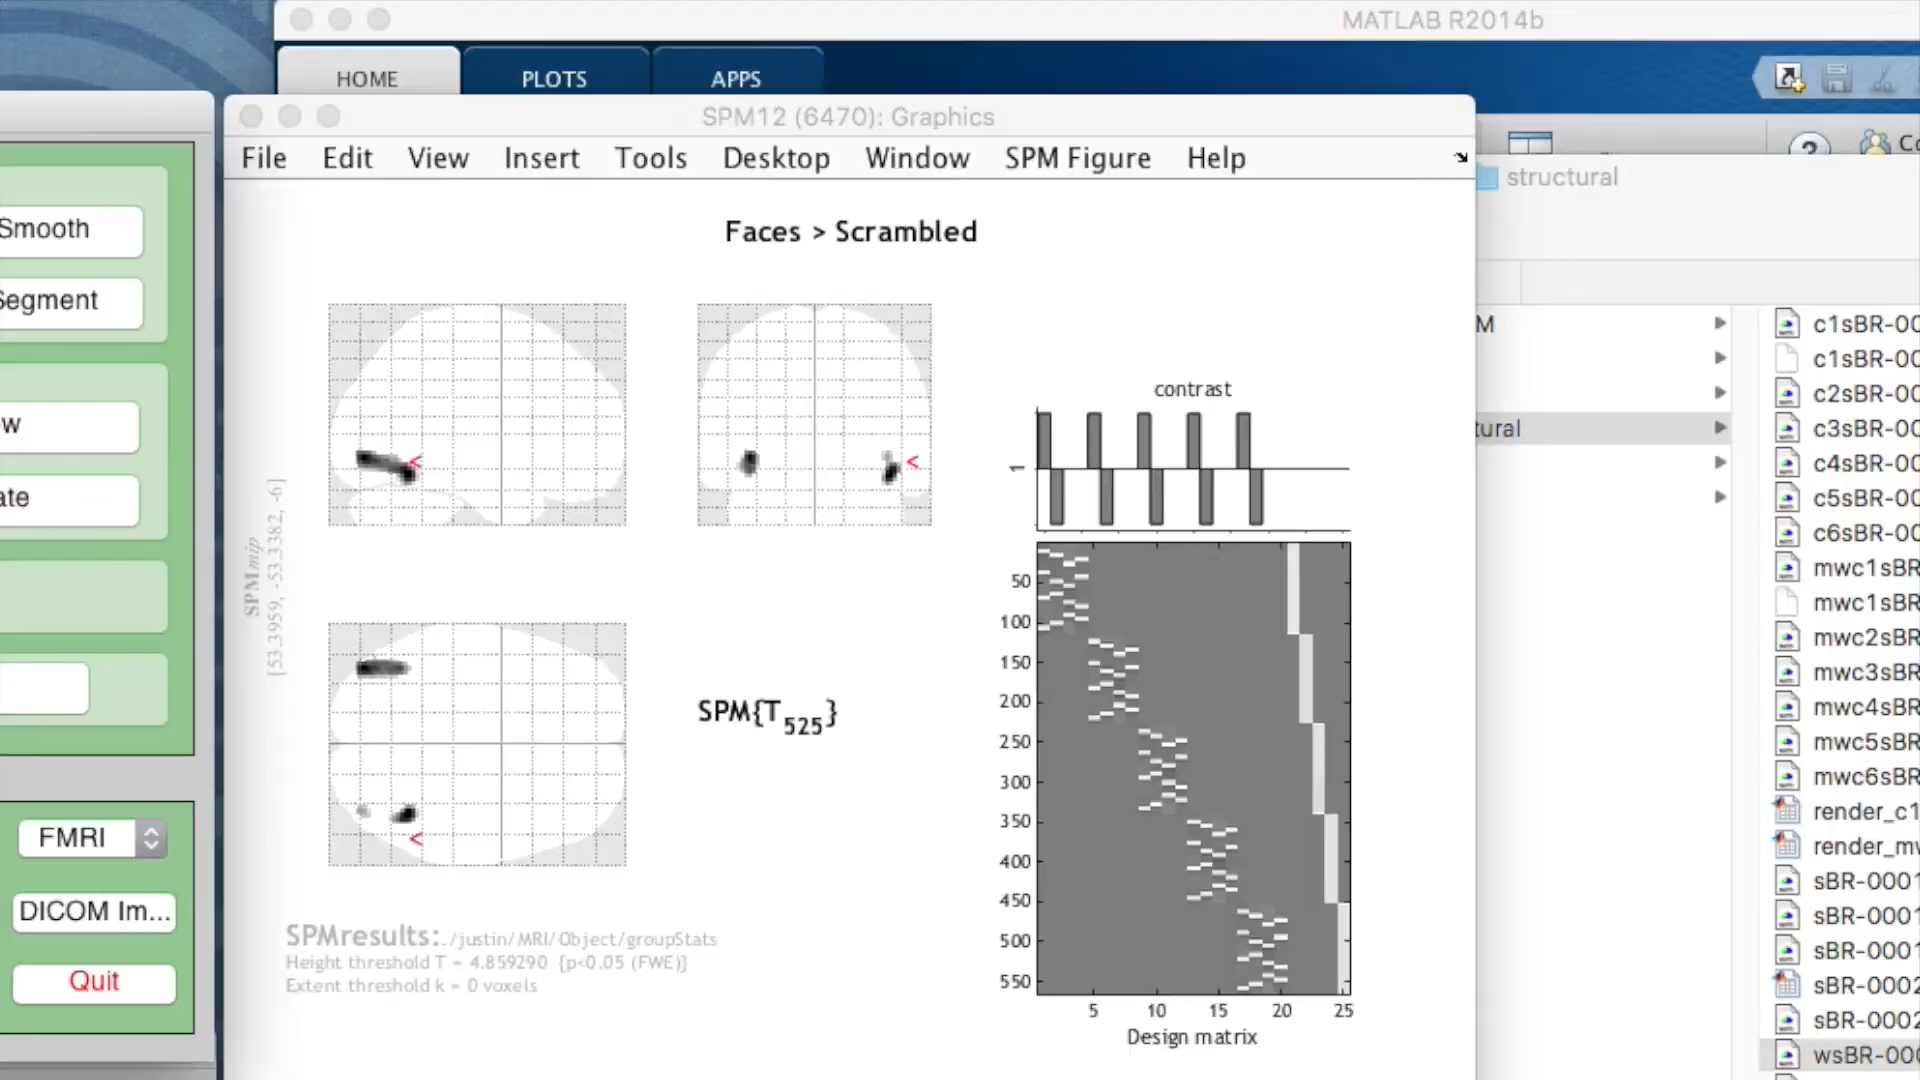 MATLAB R2014b
HOME
PLOTS
APPS
SPM12 (6470): Graphics
File Edit View Insert Tools Desktop Window SPM Figure Help
structural
Smooth
Segment
FMRI
DICOM Im...
Quit
Faces > Scrambled
SPMmip
[53.3959, -53.3382, -6]
<
<
<
SPM{T525}
SPMresults:./justin/MRI/Object/groupStats
Height threshold T = 4.859290 {p<0.05 (FWE)}
Extent threshold k = 0 voxels
contrast
1
50
100
150
200
250
300
350
400
450
500
550
5 10 15 20 25
Design matrix
c1sBR-00
c1sBR-00
c2sBR-00
c3sBR-00
c4sBR-00
c5sBR-00
c6sBR-00
mwc1sBR
mwc1sBR
mwc2sBR
mwc3sBR
mwc4sBR
mwc5sBR
mwc6sBR
render_c1
render_mw
sBR-0001
sBR-0001
sBR-0001
sBR-0002
sBR-0002
wsBR-000